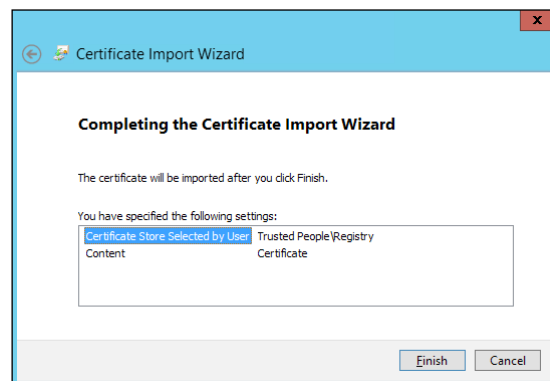 x
Certificate Import Wizard
Completing the Certificate Import Wizard
The certificate will be imported after you click Finish.
You have specified the following settings:
Certificate Store Selected by User Trusted People\Registry
Content Certificate
Finish Cancel